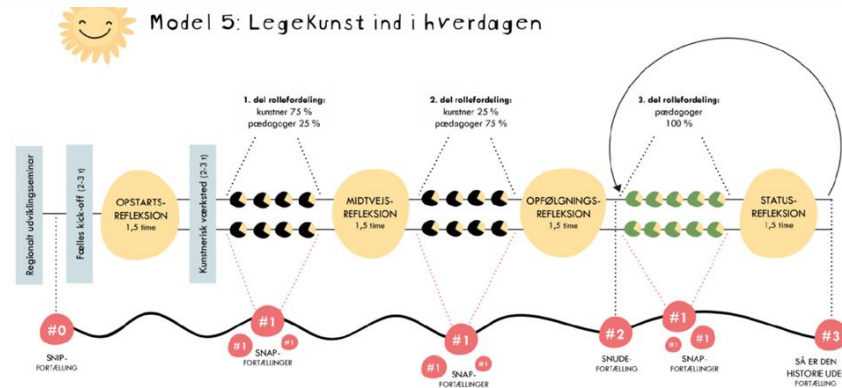 Model 5: LegeKunst ind i hverdagen
1. del rollefordeling:
kunstner 75 %
pædagoger 25 %
2. del rollefordeling:
kunstner 25 %
pædagoger 75 %
3. del rollefordeling:
pædagoger
100 %
Regionalt udviklingsseminar
Fælles kick-off (2-3 t)
OPSTARTS-
REFLEKSION
1,5 time
Kunstnerisk værksted (2-3 t)
MIDTVEJS-
REFLEKSION
1,5 time
OPFØLGNINGS-
REFLEKSION
1,5 time
STATUS-
REFLEKSION
1,5 time
#0
SNIP-
FORTÆLLING
#1
#1
#1
SNAP-
FORTÆLLINGER
#1
#1
#1
SNAP-
FORTÆLLINGER
#2
SNUDE-
FORTÆLLING
#1
#1
#1
SNAP-
FORTÆLLINGER
#3
SÅ ER DEN
HISTORIE UDE-
FORTÆLLING